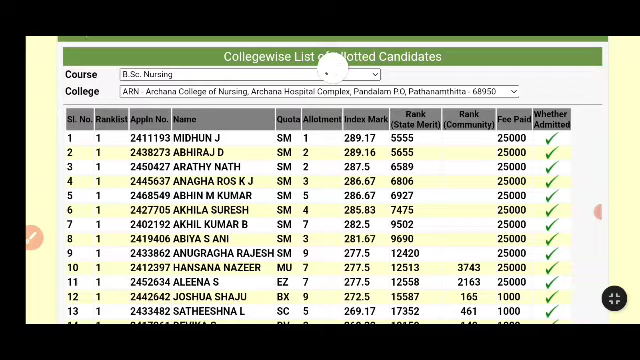 Collegewise List of Allotted Candidates
Course B.Sc. Nursing
College ARN - Archana College of Nursing, Archana Hospital Complex, Pandalam P.O, Pathanamthitta - 68950
Sl. No. Ranklist Appln No. Name Quota Allotment Index Mark Rank (State Merit) Rank (Community) Fee Paid Whether Admitted
1 1 2411193 MIDHUN J SM 1 289.17 5555 25000
2 1 2438273 ABHIRAJ D SM 2 289.16 5655 25000
3 1 2450427 ARATHY NATH SM 2 287.5 6589 25000
4 1 2445637 ANAGHA ROS K J SM 3 286.67 6806 25000
5 1 2468549 ABHIN M KUMAR SM 5 286.67 6927 25000
6 1 2427705 AKHILA SURESH SM 4 285.83 7475 25000
7 1 2402192 AKHIL KUMAR B SM 7 282.5 9502 25000
8 1 2419406 ABIYA S ANI SM 3 281.67 9690 25000
9 1 2433862 ANUGRAGHA RAJESH SM 9 277.5 12420 25000
10 1 2412397 HANSANA NAZEER MU 7 277.5 12513 3743 25000
11 1 2452634 ALEENA S EZ 7 277.5 12558 2163 25000
12 1 2442642 JOSHUA SHAJU BX 9 272.5 15587 165 1000
13 1 2433482 SATHEESHNA L SC 5 269.17 17352 461 1000